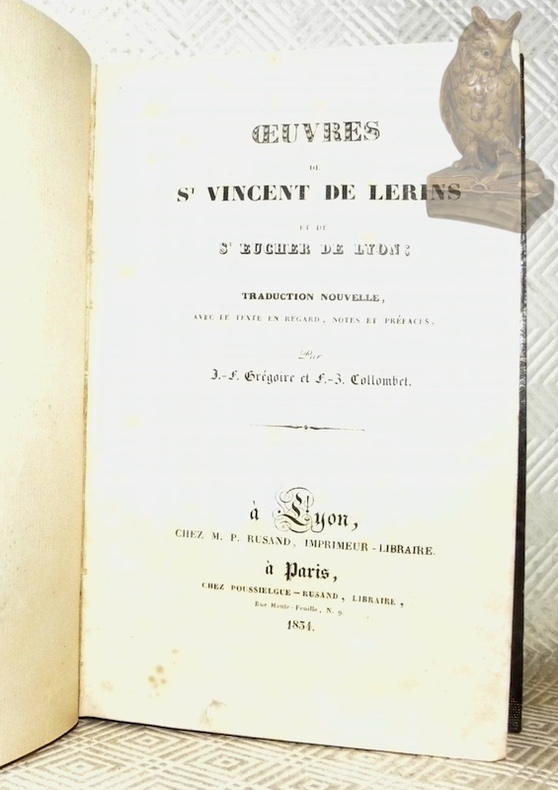 ŒUVRES
DE
S^T VINCENT DE LERINS
ET DE
S^T EUCHER DE LYON;
TRADUCTION NOUVELLE,
AVEC LE TEXTE EN REGARD, NOTES ET PRÉFACES.
Par
J.-F. Grégoire et F.-Z. Collombet.
à Lyon,
CHEZ M. P. RUSAND, IMPRIMEUR-LIBRAIRE.
à Paris,
CHEZ POUSSIELGUE-RUSAND, LIBRAIRE,
Rue Haute-Feuille, N. 9.
1834.